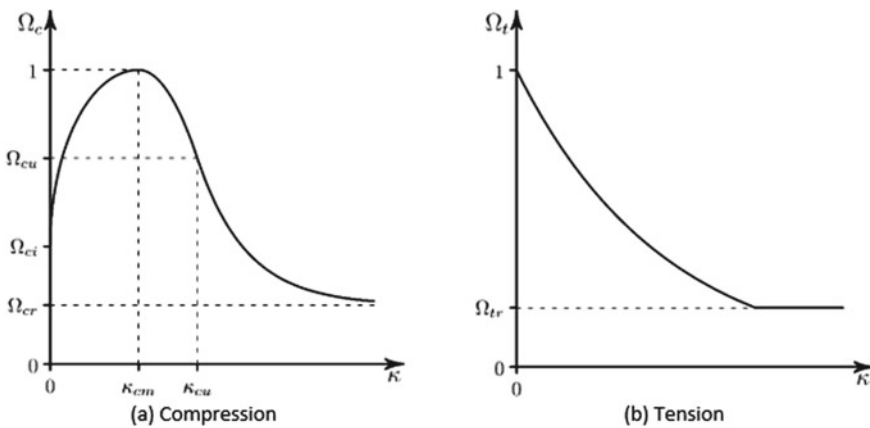 Ω_c
1
Ω_cu
Ω_ci
Ω_cr
0
0
κ_cm
κ_cu
κ
(a) Compression
Ω_t
1
Ω_tr
0
0
κ
(b) Tension